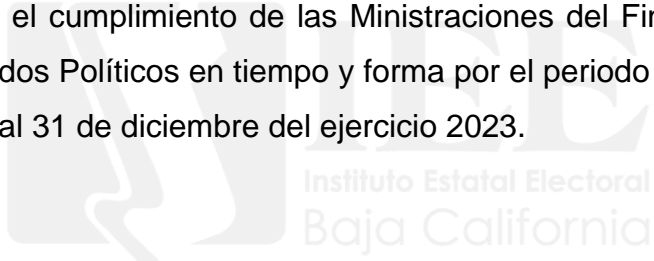 el cumplimiento de las Ministraciones del
dos Políticos en tiempo y forma por el periodo
al 31 de diciembre del ejercicio 2023.
IEE
Instituto Estatal Electoral
Baja California